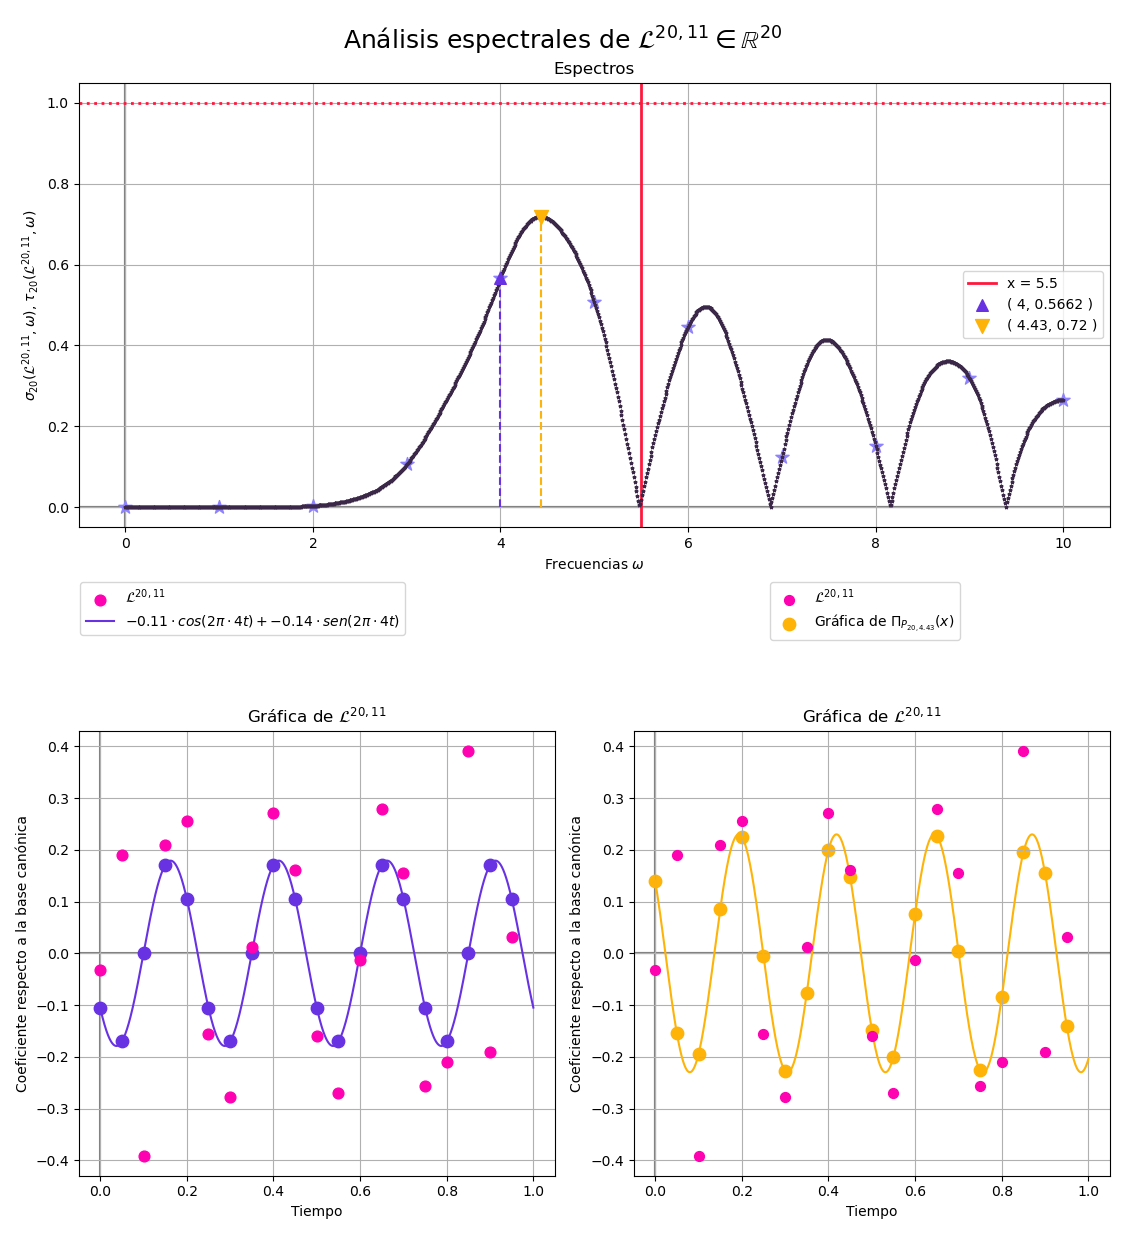 Análisis espectrales de $\mathcal{L}^{20,11} \in \mathbb{R}^{20}$
Espectros
1.0
0.8
0.6
0.4
0.2
0.0
$\sigma_{20}(\mathcal{L}^{20,11}, \omega), \tau_{20}(\mathcal{L}^{20,11}, \omega)$
x = 5.5
( 4, 0.5662 )
( 4.43, 0.72 )
0 2 4 6 8 10
Frecuencias $\omega$
$\mathcal{L}^{20,11}$
$-0.11 \cdot cos(2\pi \cdot 4t) + -0.14 \cdot sen(2\pi \cdot 4t)$
$\mathcal{L}^{20,11}$
Gráfica de $\Pi_{P_{20,4.43}}(x)$
Gráfica de $\mathcal{L}^{20,11}$
0.4
0.3
0.2
0.1
0.0
−0.1
−0.2
−0.3
−0.4
Coeficiente respecto a la base canónica
0.0 0.2 0.4 0.6 0.8 1.0
Tiempo
Gráfica de $\mathcal{L}^{20,11}$
0.4
0.3
0.2
0.1
0.0
−0.1
−0.2
−0.3
−0.4
Coeficiente respecto a la base canónica
0.0 0.2 0.4 0.6 0.8 1.0
Tiempo